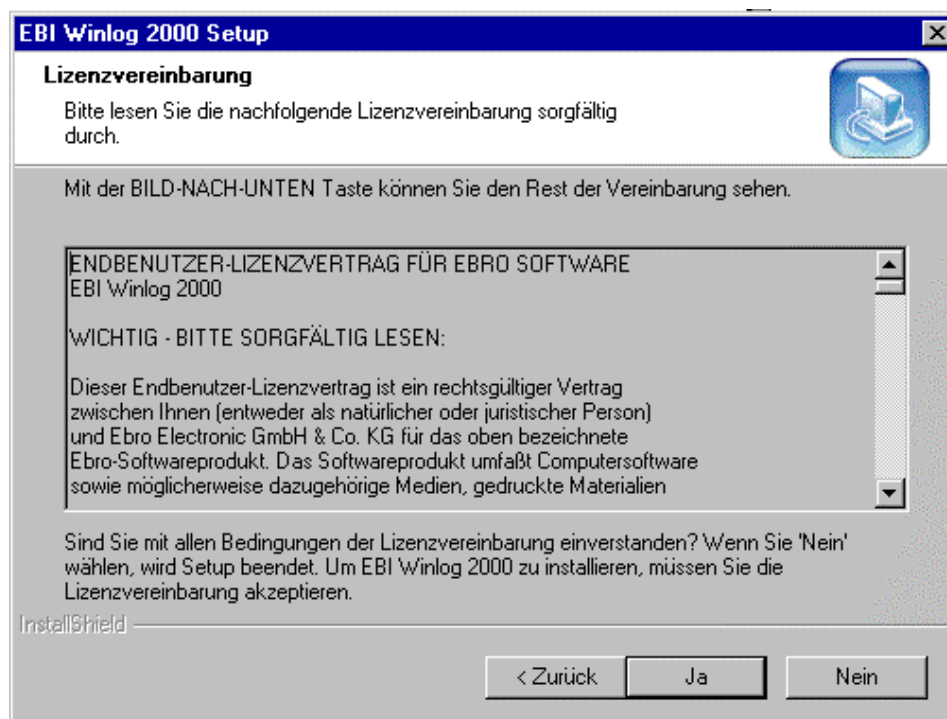 EBI Winlog 2000 Setup
Lizenzvereinbarung
Bitte lesen Sie die nachfolgende Lizenzvereinbarung sorgfältig
durch.
Mit der BILD-NACH-UNTEN Taste können Sie den Rest der Vereinbarung sehen.
ENDBENUTZER-LIZENZVERTRAG FÜR EBRO SOFTWARE
EBI Winlog 2000
WICHTIG - BITTE SORGFÄLTIG LESEN:
Dieser Endbenutzer-Lizenzvertrag ist ein rechtsgültiger Vertrag
zwischen Ihnen (entweder als natürlicher oder juristischer Person)
und Ebro Electronic GmbH & Co. KG für das oben bezeichnete
Ebro-Softwareprodukt. Das Softwareprodukt umfaßt Computersoftware
sowie möglicherweise dazugehörige Medien, gedruckte Materialien
Sind Sie mit allen Bedingungen der Lizenzvereinbarung einverstanden? Wenn Sie 'Nein'
wählen, wird Setup beendet. Um EBI Winlog 2000 zu installieren, müssen Sie die
Lizenzvereinbarung akzeptieren.
InstallShield
< Zurück Ja Nein